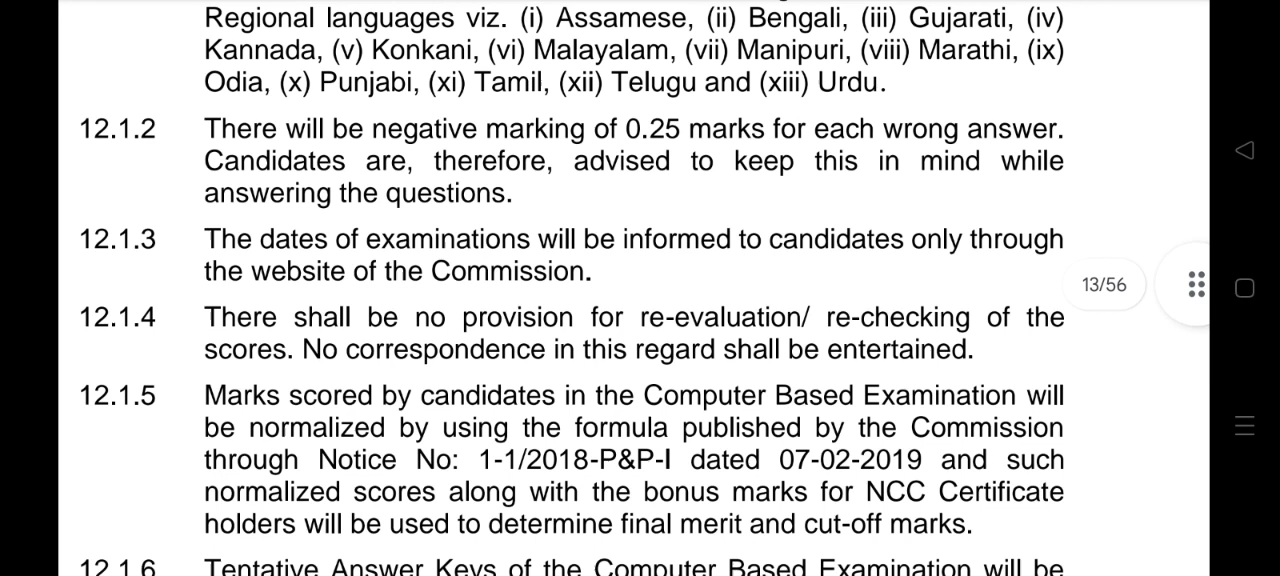 Regional languages viz. (i) Assamese, (ii) Bengali, (iii) Gujarati, (iv)
Kannada, (v) Konkani, (vi) Malayalam, (vii) Manipuri, (viii) Marathi, (ix)
Odia, (x) Punjabi, (xi) Tamil, (xii) Telugu and (xiii) Urdu.
12.1.2 There will be negative marking of 0.25 marks for each wrong answer.
Candidates are, therefore, advised to keep this in mind while
answering the questions.
12.1.3 The dates of examinations will be informed to candidates only through
the website of the Commission.
13/56
12.1.4 There shall be no provision for re-evaluation/ re-checking of the
scores. No correspondence in this regard shall be entertained.
12.1.5 Marks scored by candidates in the Computer Based Examination will
be normalized by using the formula published by the Commission
through Notice No: 1-1/2018-P&P-I dated 07-02-2019 and such
normalized scores along with the bonus marks for NCC Certificate
holders will be used to determine final merit and cut-off marks.
12.1.6 Tentative Answer Keys of the Computer Based Examination will be